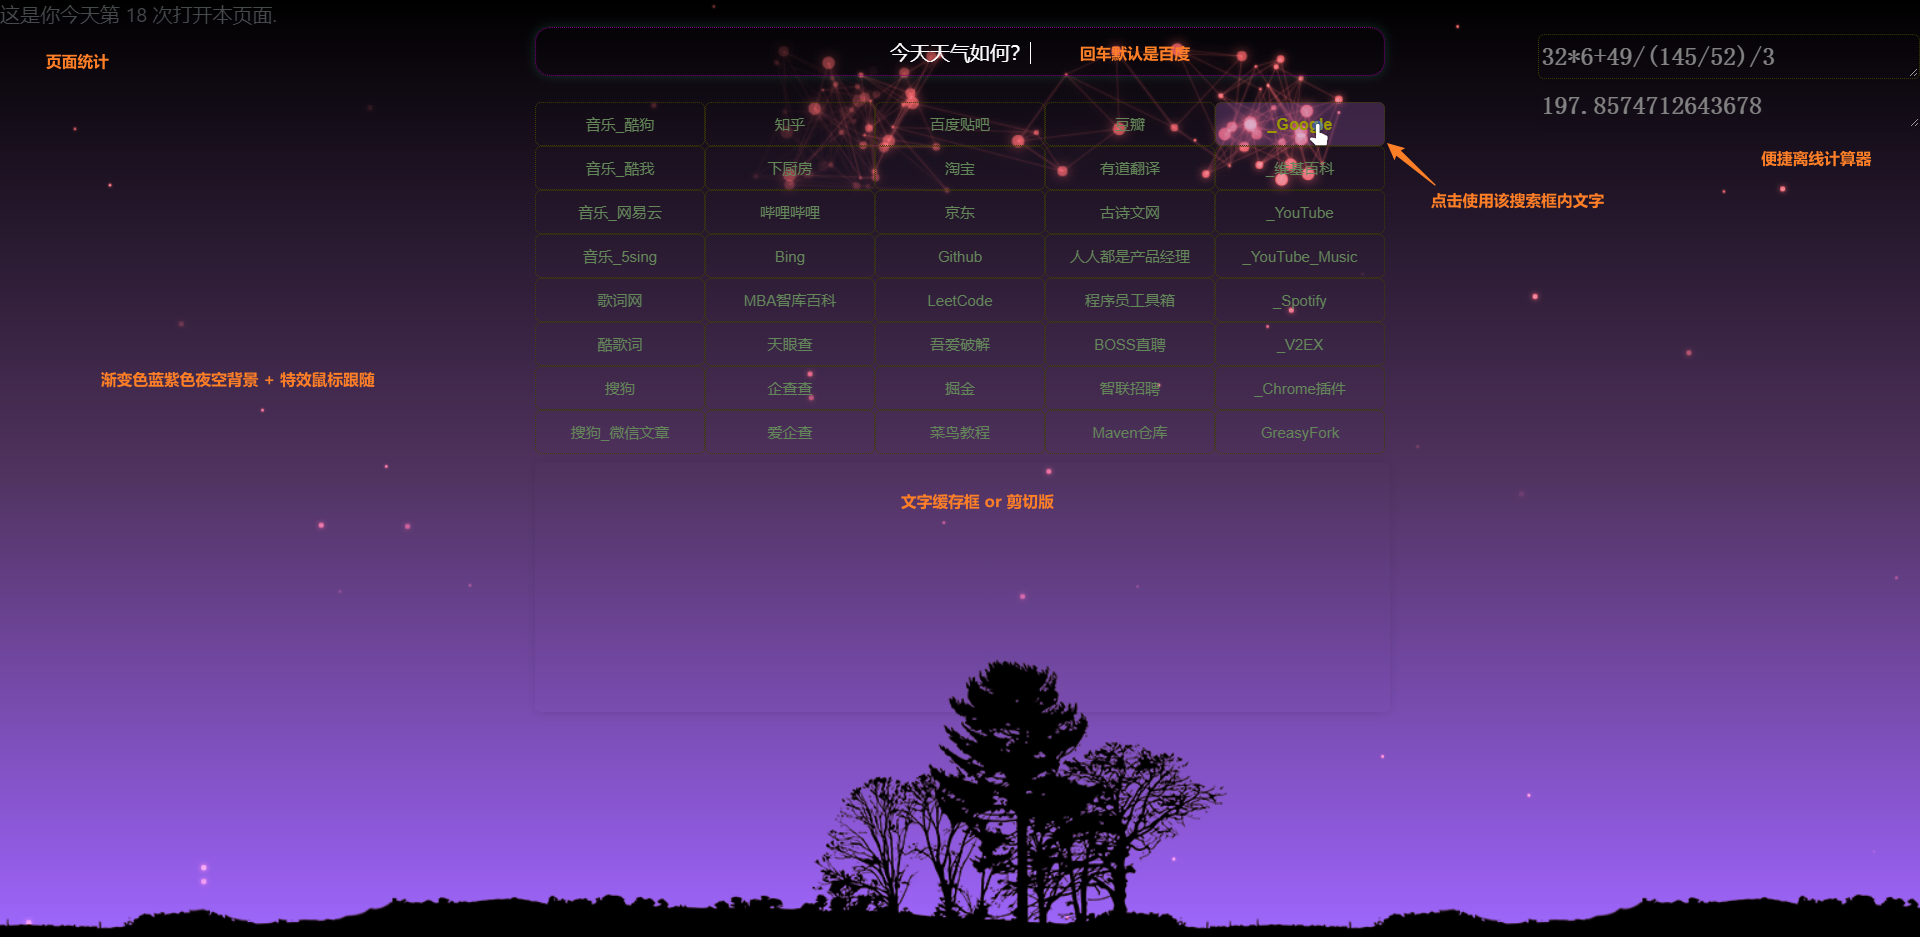 这是你今天第 18 次打开本页面.
页面统计
今天天气如何?
回车默认是百度
32*6+49/(145/52)/3
197.8574712643678
便捷离线计算器
音乐_酷狗 知乎 百度贴吧 豆瓣 _Google
音乐_酷我 下厨房 淘宝 有道翻译 _维基百科
点击使用该搜索框内文字
音乐_网易云 哔哩哔哩 京东 古诗文网 _YouTube
音乐_5sing Bing Github 人人都是产品经理 _YouTube_Music
歌词网 MBA智库百科 LeetCode 程序员工具箱 _Spotify
酷歌词 天眼查 吾爱破解 BOSS直聘 _V2EX
渐变色蓝紫色夜空背景 + 特效鼠标跟随
搜狗 企查查 掘金 智联招聘 _Chrome插件
搜狗_微信文章 爱企查 菜鸟教程 Maven仓库 GreasyFork
文字缓存框 or 剪切版